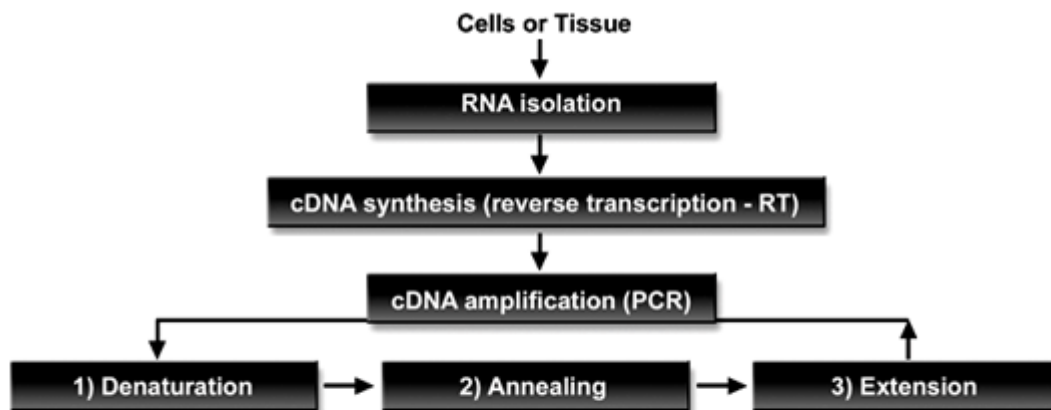 Cells or Tissue
RNA isolation
cDNA synthesis (reverse transcription - RT)
cDNA amplification (PCR)
1) Denaturation
2) Annealing
3) Extension